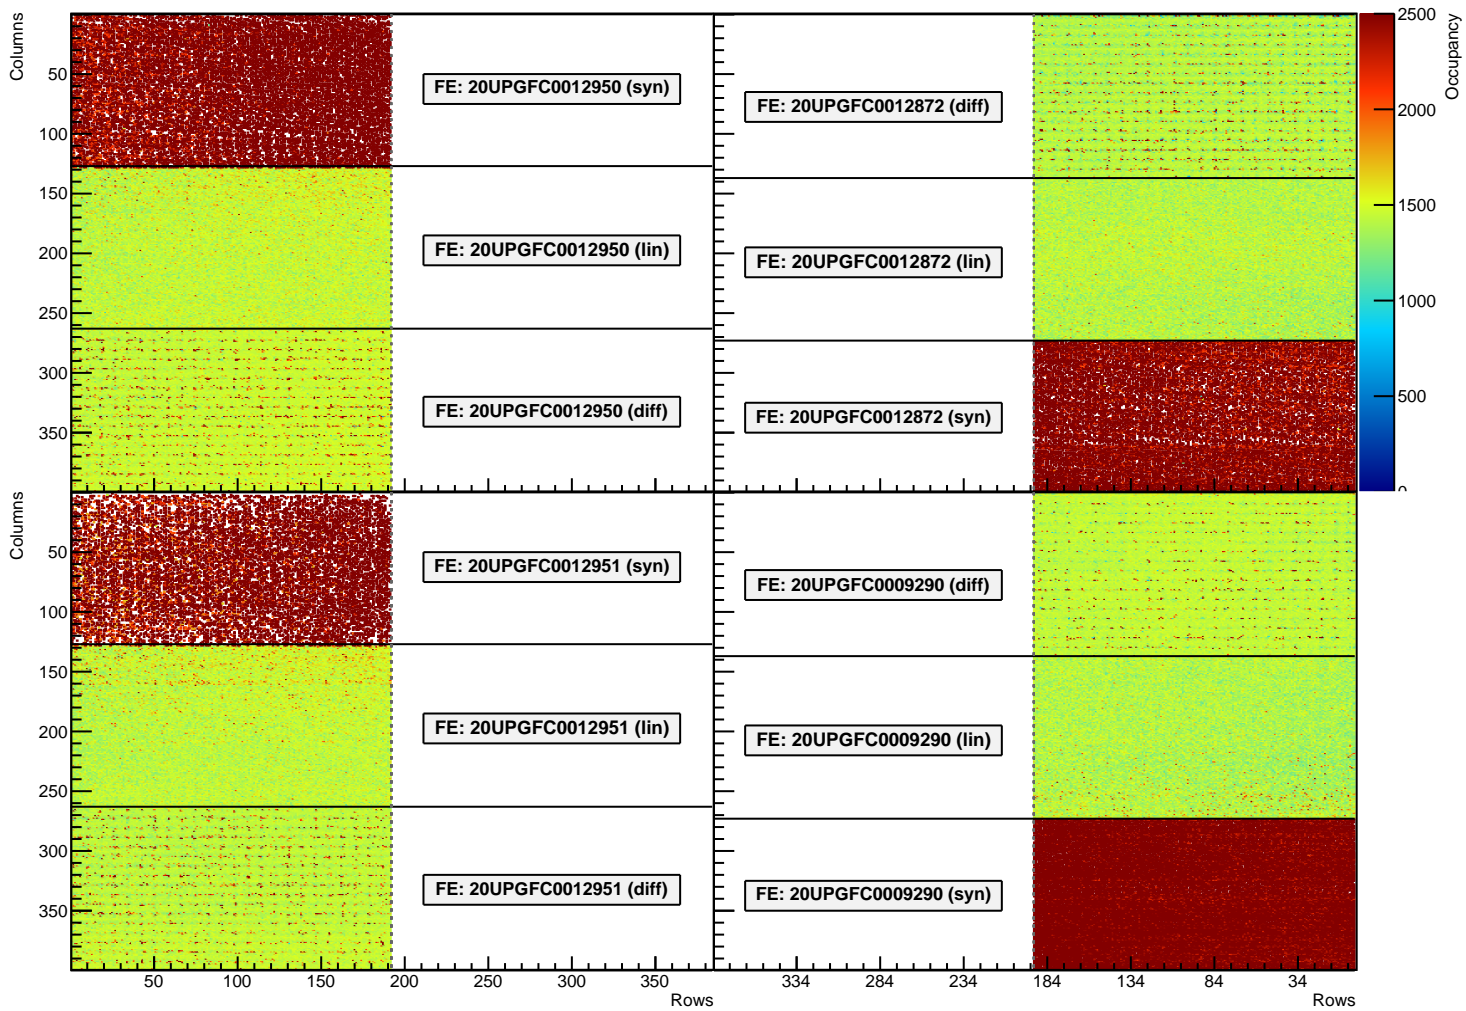 Columns
50
100
150
200
250
300
350
FE: 20UPGFC0012950 (syn)
FE: 20UPGFC0012950 (lin)
FE: 20UPGFC0012950 (diff)
FE: 20UPGFC0012872 (diff)
FE: 20UPGFC0012872 (lin)
FE: 20UPGFC0012872 (syn)
2500
2000
1500
1000
500
0
Occupancy
Columns
50
100
150
200
250
300
350
FE: 20UPGFC0012951 (syn)
FE: 20UPGFC0012951 (lin)
FE: 20UPGFC0012951 (diff)
FE: 20UPGFC0009290 (diff)
FE: 20UPGFC0009290 (lin)
FE: 20UPGFC0009290 (syn)
50 100 150 200 250 300 350
Rows
334 284 234 184 134 84 34
Rows